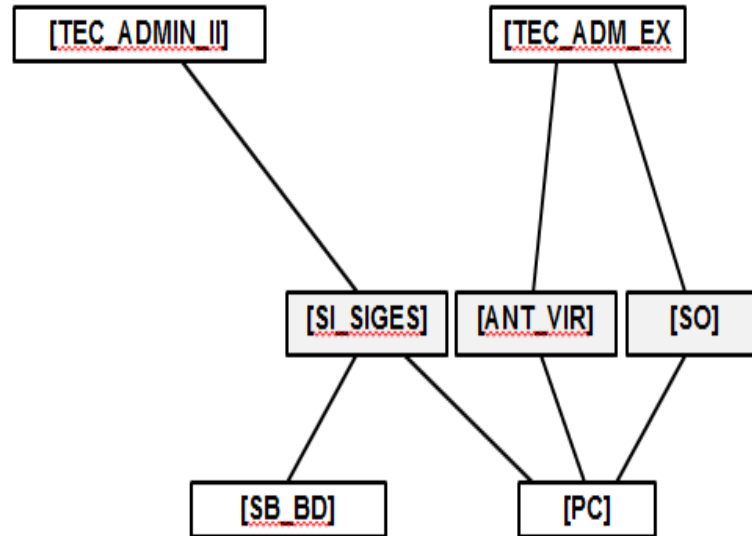 [TEC_ADMIN_II]
[TEC_ADM_EX
[SI_SIGES]
[ANT_VIR]
[SO]
[SB_BD]
[PC]